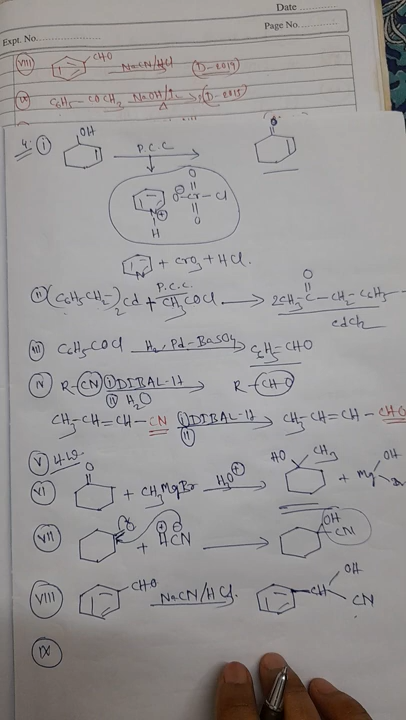 Date ............
Page No. ............
Expt. No. ............
VIII CHO NaCN/HCl (D-2019)
IX C6H5 - COCH3 NaOH/I2 Δ (D-2015)
4. i OH P.C.C O
O
O-Cr-Cl
N ⊕ O
H
N + CrO3 + HCl.
P.C.C.
O
ii (C6H5CH2-)2Cd + CH3COCl → 2CH3-C-CH2-C6H5-
CdCl2
iii C6H5COCl H2, Pd-BaSO4 → C6H5-CHO
IV R-CN i DIBAL-H → R-CHO
ii H2O
CH3-CH=CH-CN i DIBAL-H → CH3-CH=CH-CHO
ii
V H.W
VI O + CH3MgBr H3O⊕ → HO CH3 + Mg
OH
VII O + HCN → OH
CN
VIII CHO NaCN/HCl. → CH OH
CN
IX